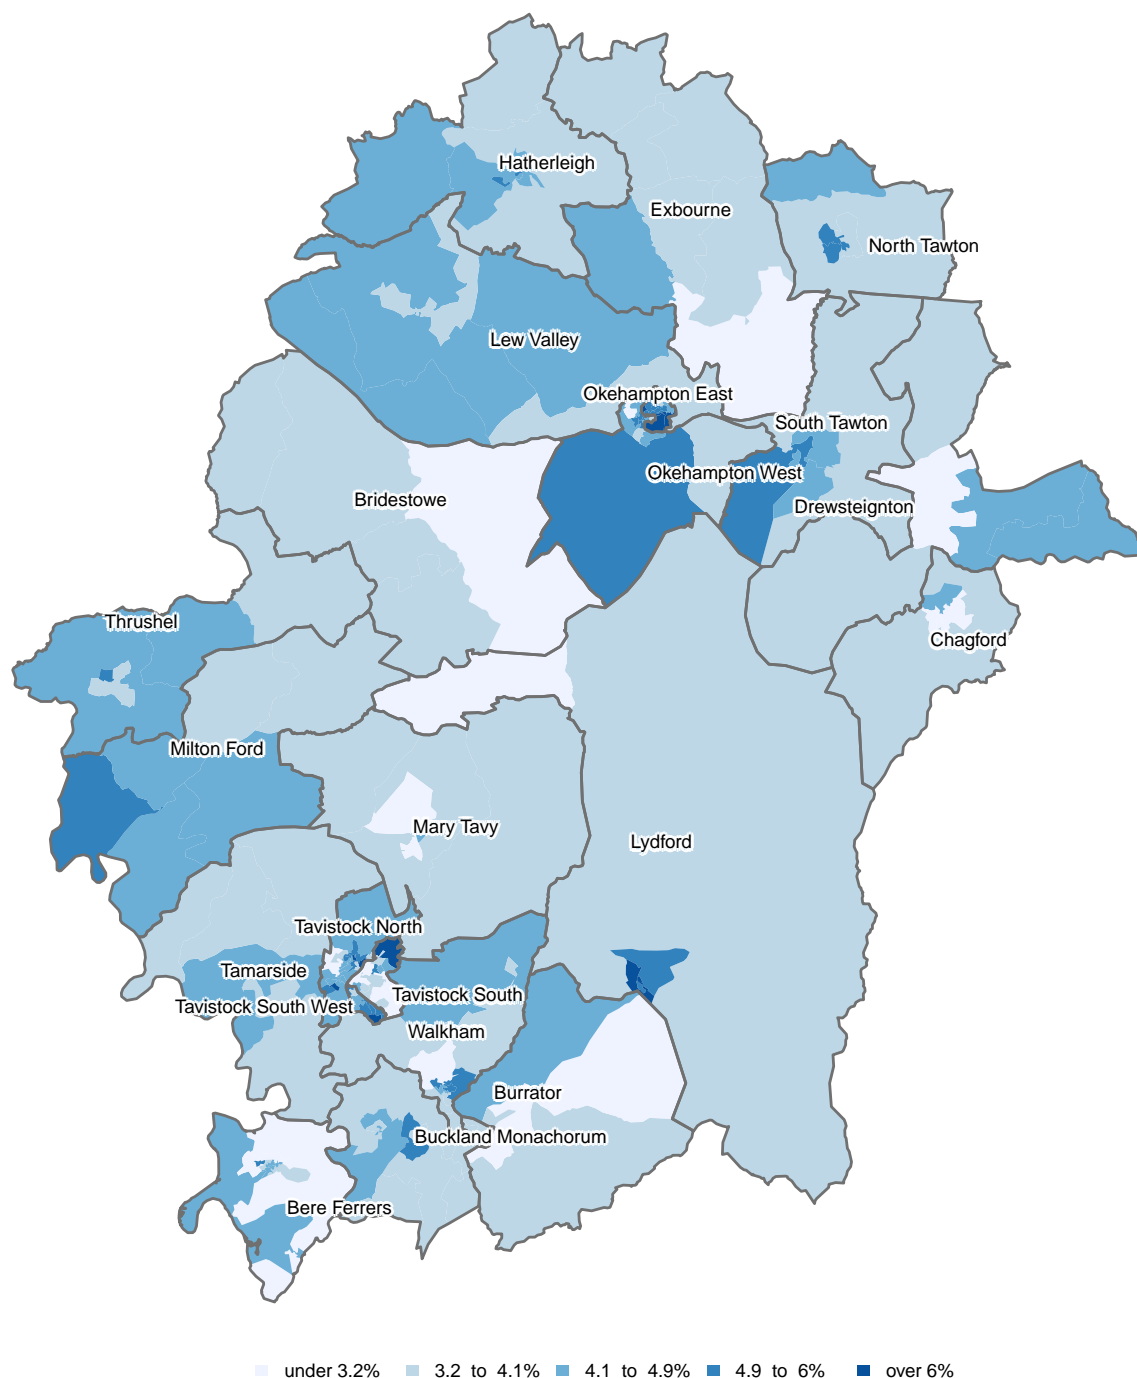 Hatherleigh
Exbourne
North Tawton
Lew Valley
Okehampton East
South Tawton
Okehampton West
Bridestowe
Drewsteignton
Thrushel
Chagford
Milton Ford
Mary Tavy
Lydford
Tavistock North
Tamarside
Tavistock South
Tavistock South West
Walkham
Burrator
Buckland Monachorum
Bere Ferrers
under 3.2% 3.2 to 4.1% 4.1 to 4.9% 4.9 to 6% over 6%